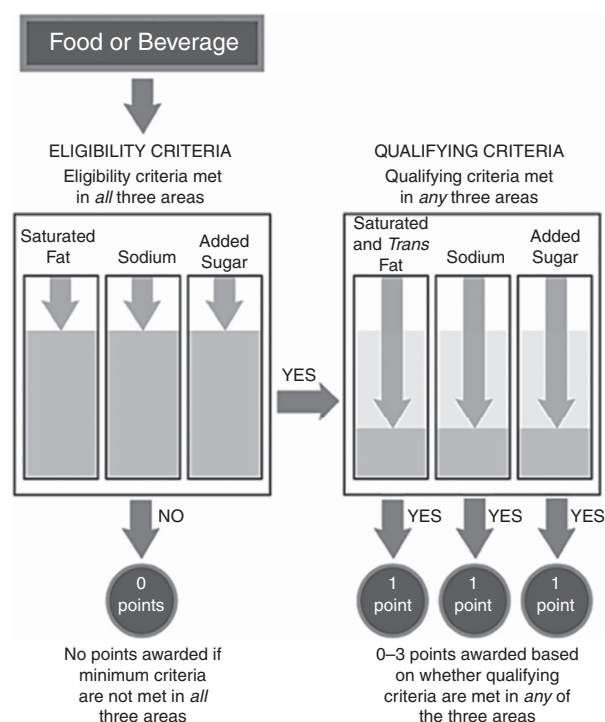 Food or Beverage
ELIGIBILITY CRITERIA
Eligibility criteria met
in all three areas
Saturated
Fat
Sodium
Added
Sugar
YES
NO
0
points
No points awarded if
minimum criteria
are not met in all
three areas
QUALIFYING CRITERIA
Qualifying criteria met
in any three areas
Saturated
and Trans
Fat
Sodium
Added
Sugar
YES
YES
YES
1
point
1
point
1
point
0–3 points awarded based
on whether qualifying
criteria are met in any of
the three areas